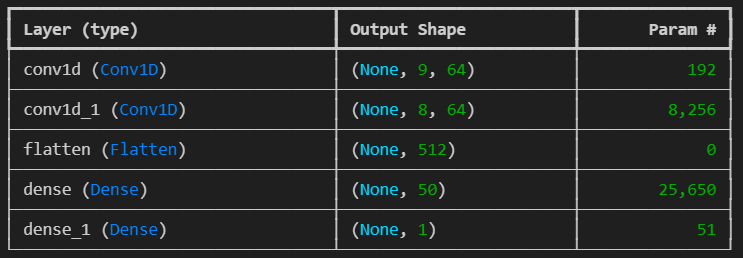 Layer (type) Output Shape Param #
conv1d (Conv1D) (None, 9, 64) 192
conv1d_1 (Conv1D) (None, 8, 64) 8,256
flatten (Flatten) (None, 512) 0
dense (Dense) (None, 50) 25,650
dense_1 (Dense) (None, 1) 51